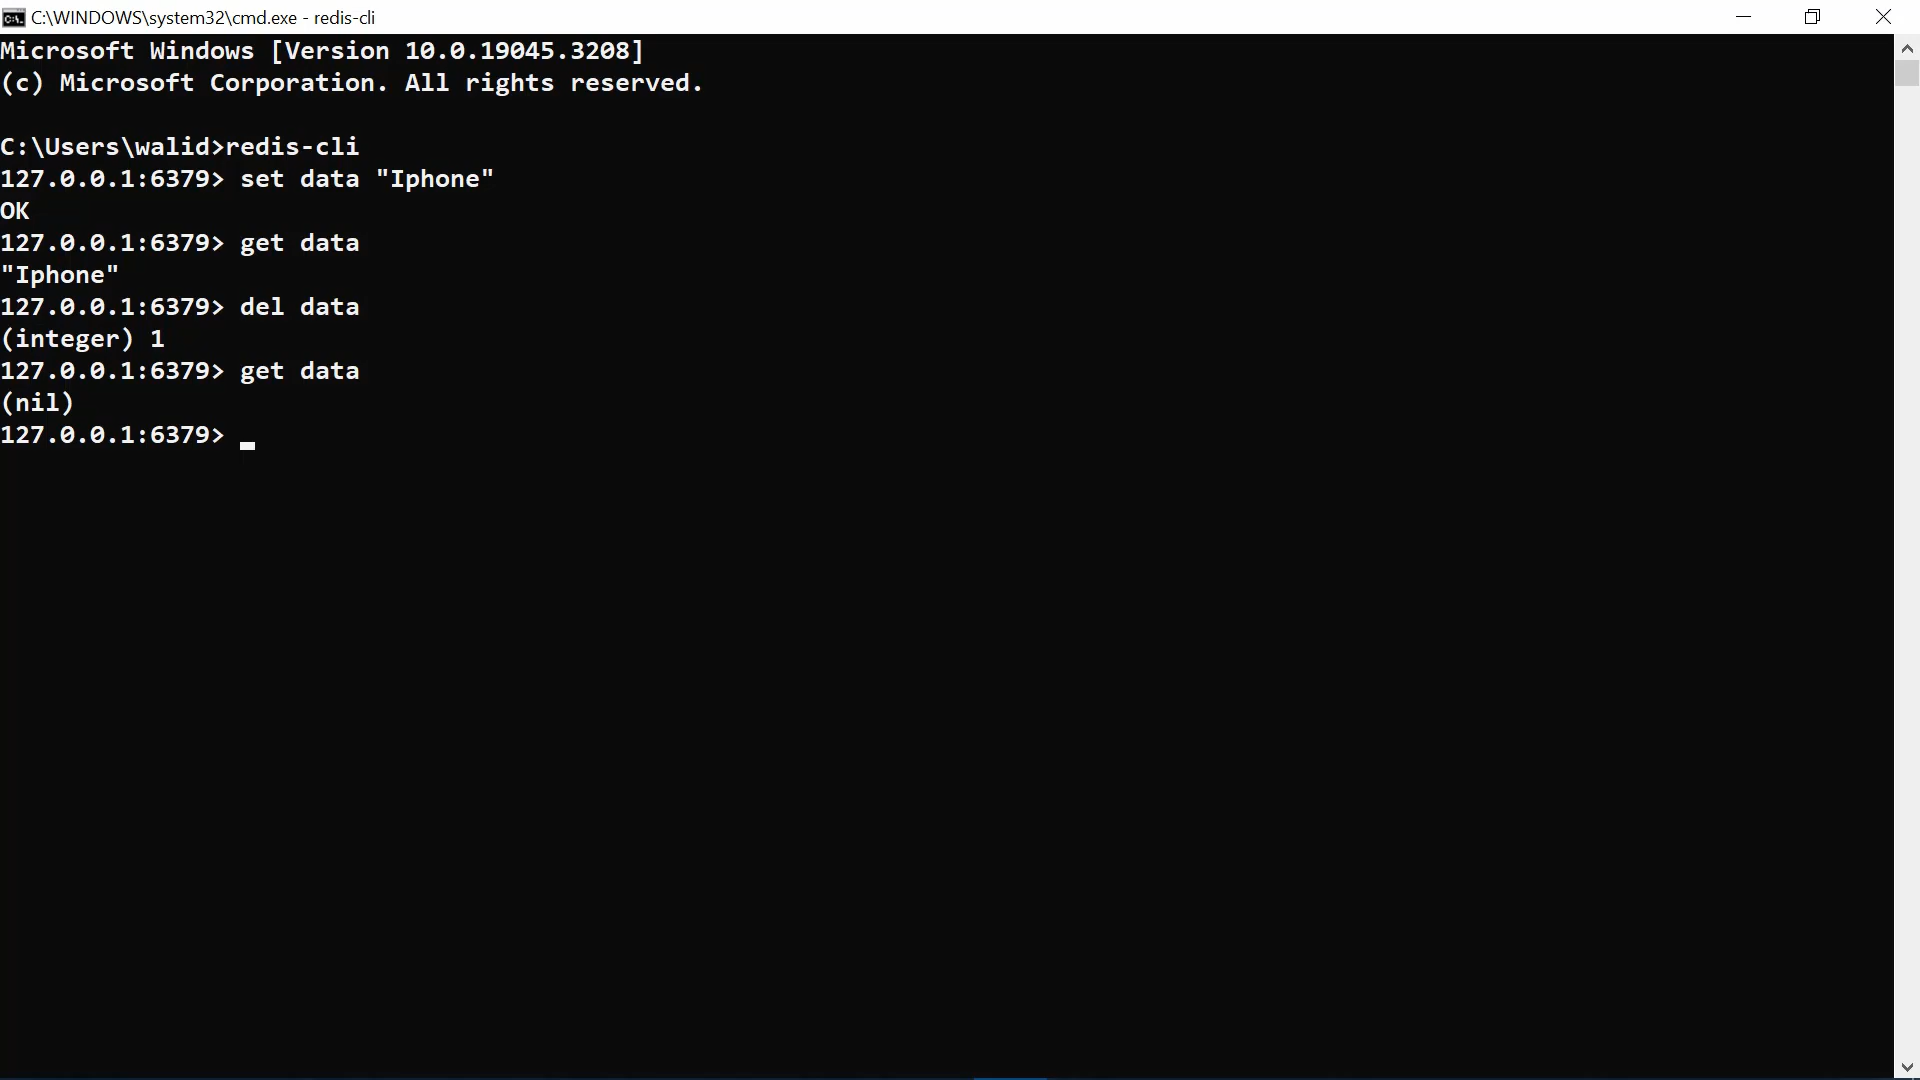 C:\WINDOWS\system32\cmd.exe - redis-cli
Microsoft Windows [Version 10.0.19045.3208]
(c) Microsoft Corporation. All rights reserved.
C:\Users\walid>redis-cli
127.0.0.1:6379> set data "Iphone"
OK
127.0.0.1:6379> get data
"Iphone"
127.0.0.1:6379> del data
(integer) 1
127.0.0.1:6379> get data
(nil)
127.0.0.1:6379>